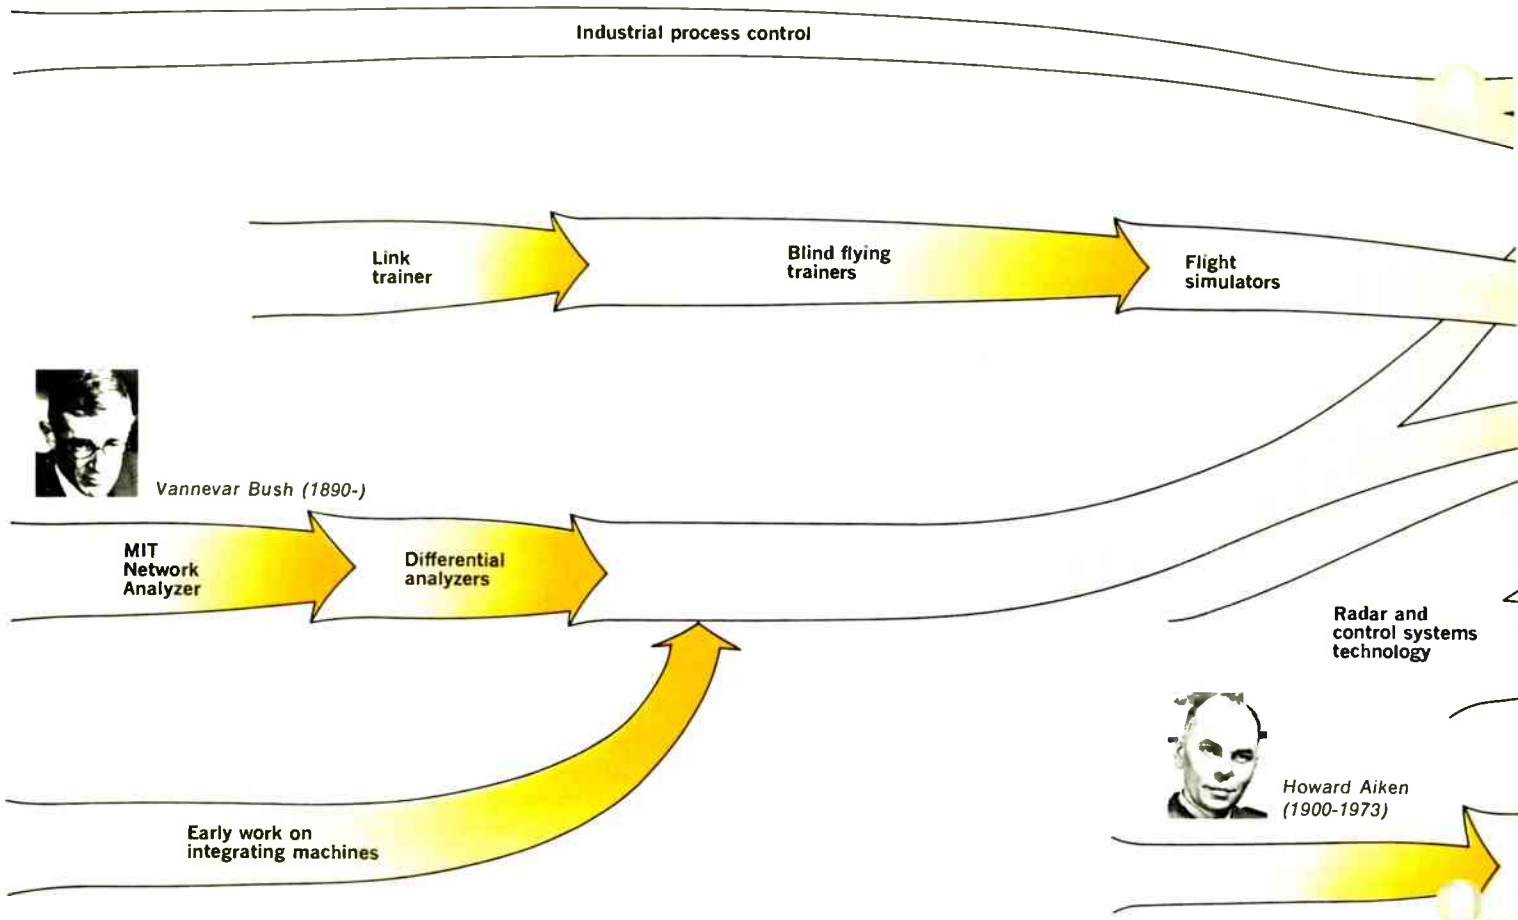 Industrial process control
Link
trainer
Blind flying
trainers
Flight
simulators
Vannevar Bush (1890-)
MIT
Network
Analyzer
Differential
analyzers
Radar and
control systems
technology
Howard Aiken
(1900-1973)
Early work on
integrating machines